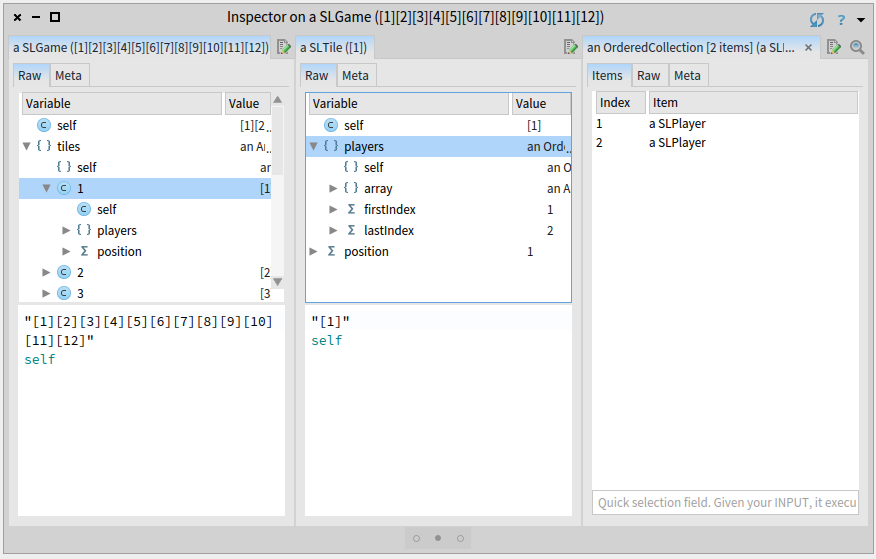 Inspector on a SLGame ([1][2][3][4][5][6][7][8][9][10][11][12])
?
a SLGame ([1][2][3][4][5][6][7][8][9][10][11][12])
Raw Meta
Variable Value
C self [1][2..
{ } tiles an Ar..
{ } self an
C 1 [1
C self
{ } players
Σ position
C 2 [2
C 3 [3
"[1][2][3][4][5][6][7][8][9][10]
[11][12]"
self
a SLTile ([1])
Raw Meta
Variable Value
C self [1]
{ } players an Orde..
{ } self an O
{ } array an A
Σ firstIndex 1
Σ lastIndex 2
Σ position 1
"[1]"
self
an OrderedCollection [2 items] (a SLl...
Items Raw Meta
Index Item
1 a SLPlayer
2 a SLPlayer
Quick selection field. Given your INPUT, it execu